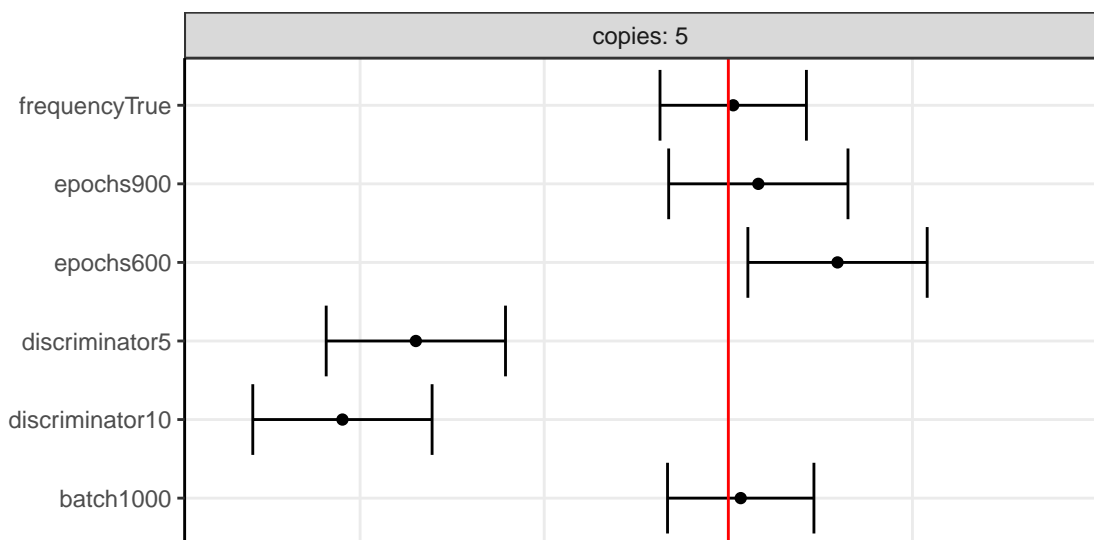 copies: 5
frequencyTrue
epochs900
epochs600
discriminator5
discriminator10
batch1000